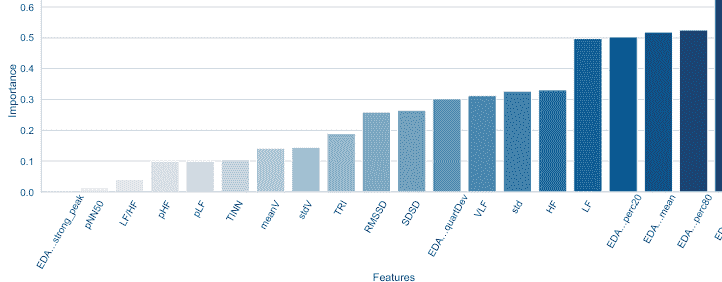 0.6
0.5
0.4
0.3
0.2
0.1
0.0
Importance
EDA...strong_peak
pNN50
LF/HF
pHF
pLF
TINN
meanV
stdV
TRI
RMSSD
SDSD
EDA...quartDev
VLF
std
HF
LF
EDA...perc20
EDA...mean
EDA...perc80
Features